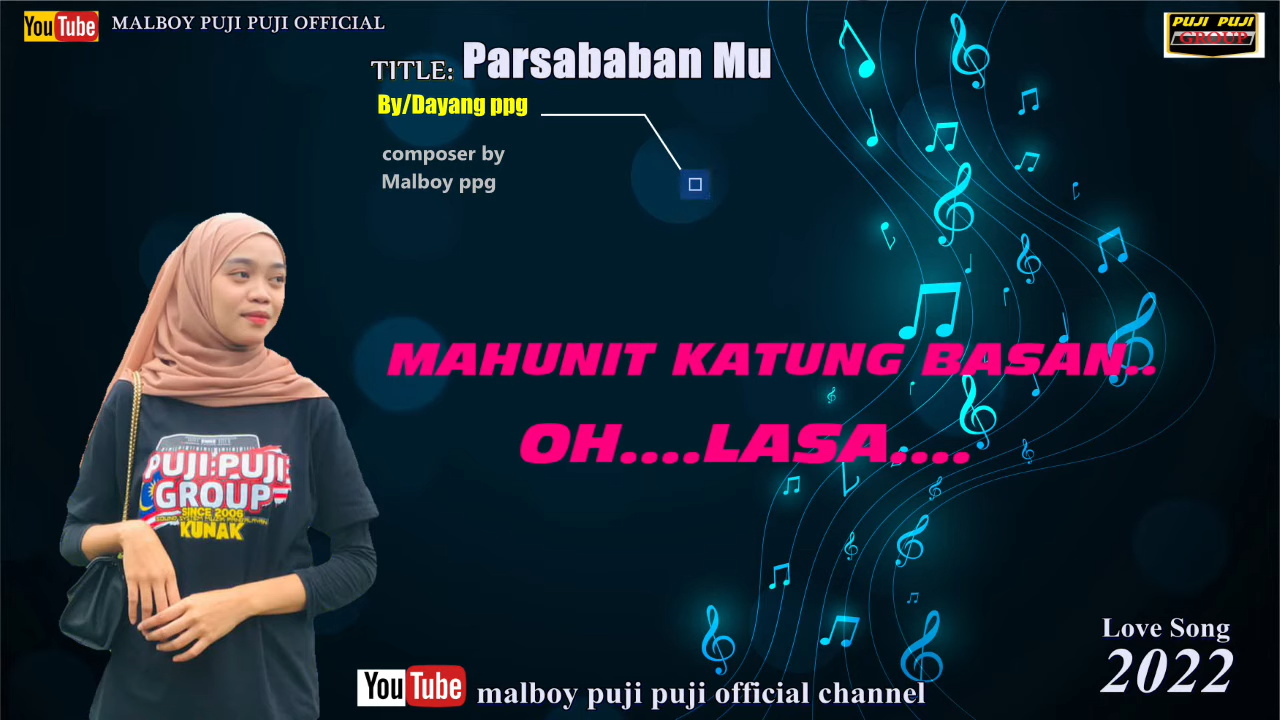 YouTube MALBOY PUJI PUJI OFFICIAL
PUJI PUJI
GROUP
TITLE: Parsababan Mu
By/Dayang ppg
composer by
Malboy ppg
MAHUNIT KATUNG BASAN..
OH....LASA....
PUJI PUJI
GROUP
SINCE 2006
KUNAK
Love Song
2022
YouTube malboy puji puji official channel